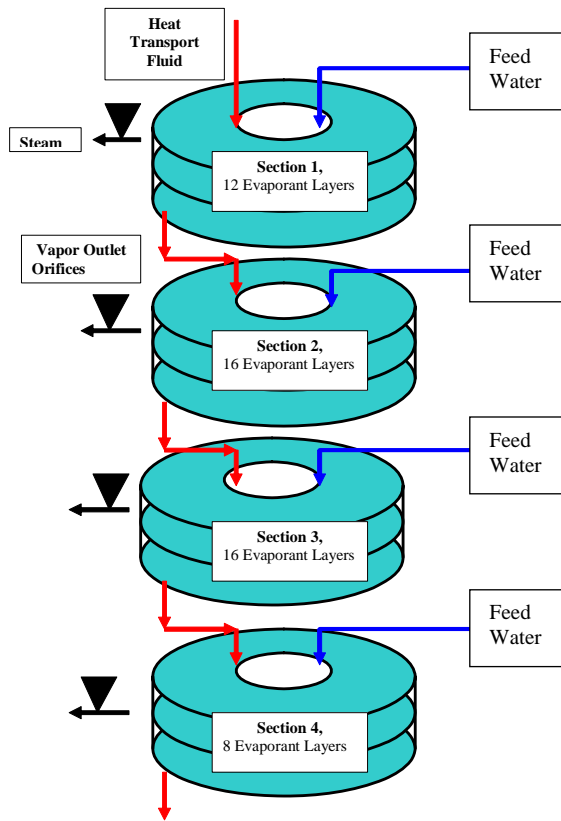 Heat
Transport
Fluid
Feed
Water
Steam
Section 1,
12 Evaporant Layers
Vapor Outlet
Orifices
Feed
Water
Section 2,
16 Evaporant Layers
Feed
Water
Section 3,
16 Evaporant Layers
Feed
Water
Section 4,
8 Evaporant Layers